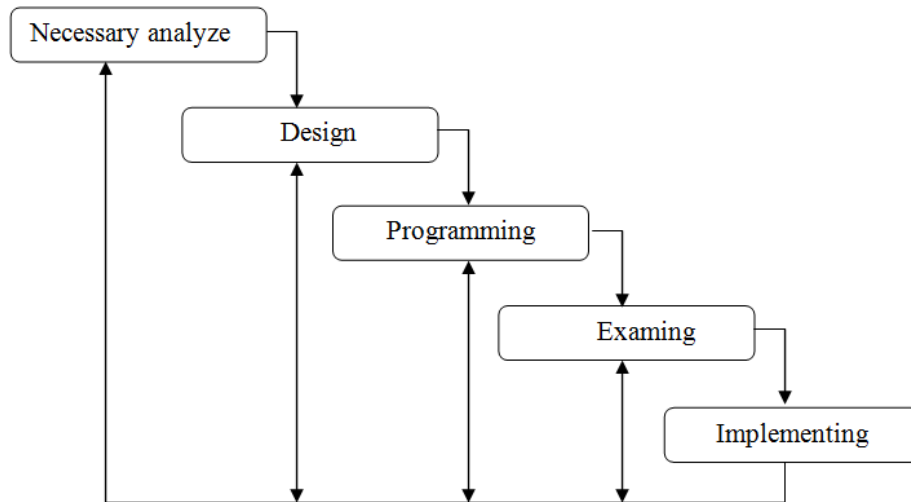 Necessary analyze
Design
Programming
Examing
Implementing